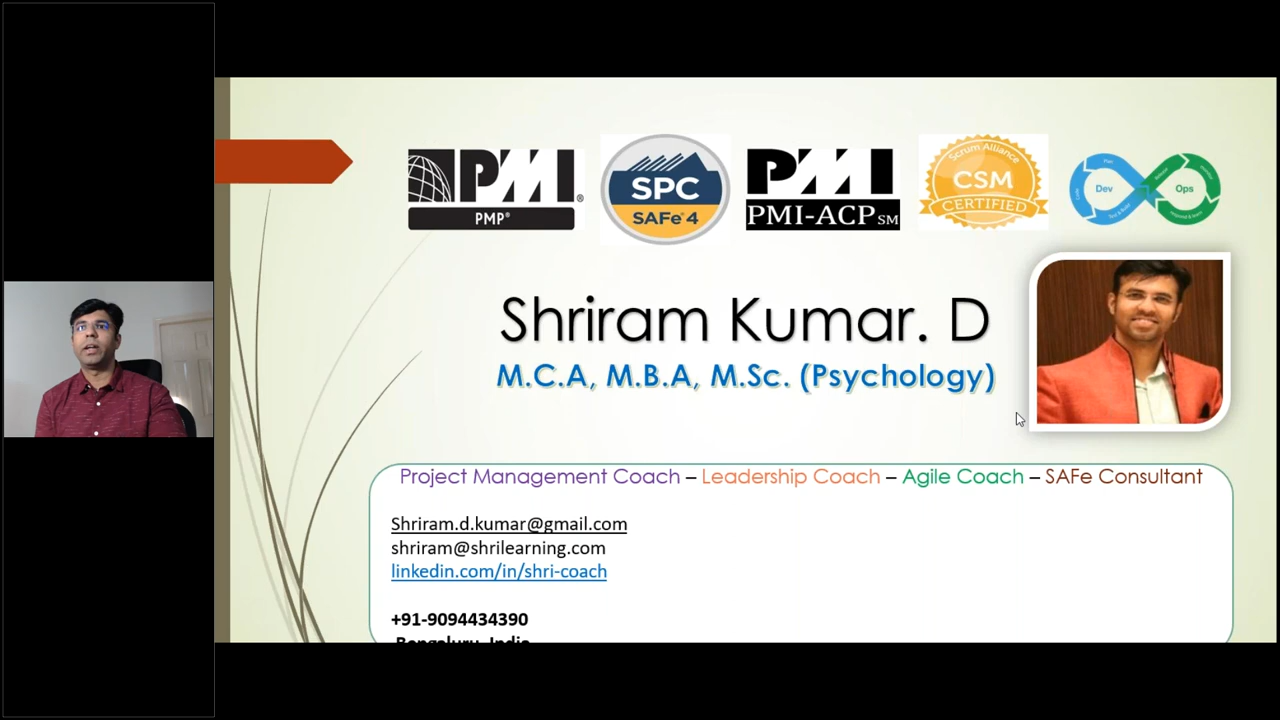 PMI®
PMP®
SPC
SAFe® 4
PMI
PMI-ACP SM
Scrum Alliance
CSM
CERTIFIED
Dev
Ops
Shriram Kumar. D
M.C.A, M.B.A, M.Sc. (Psychology)
Project Management Coach – Leadership Coach – Agile Coach – SAFe Consultant
Shriram.d.kumar@gmail.com
shriram@shrilearning.com
linkedin.com/in/shri-coach
+91-9094434390
Bengaluru, India